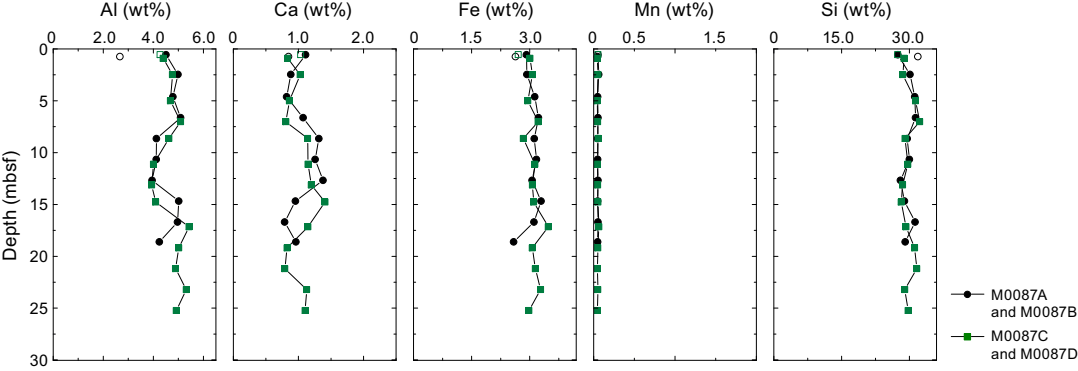 Al (wt%) Ca (wt%) Fe (wt%) Mn (wt%) Si (wt%)
0 2.0 4.0 6.0 0 1.0 2.0 0 3.0 0 0.5 1.0 1.5 0 15.0 30.0
0
5
10
15
20
25
30
Depth (mbsf)
M0087A
and M0087B
M0087C
and M0087D